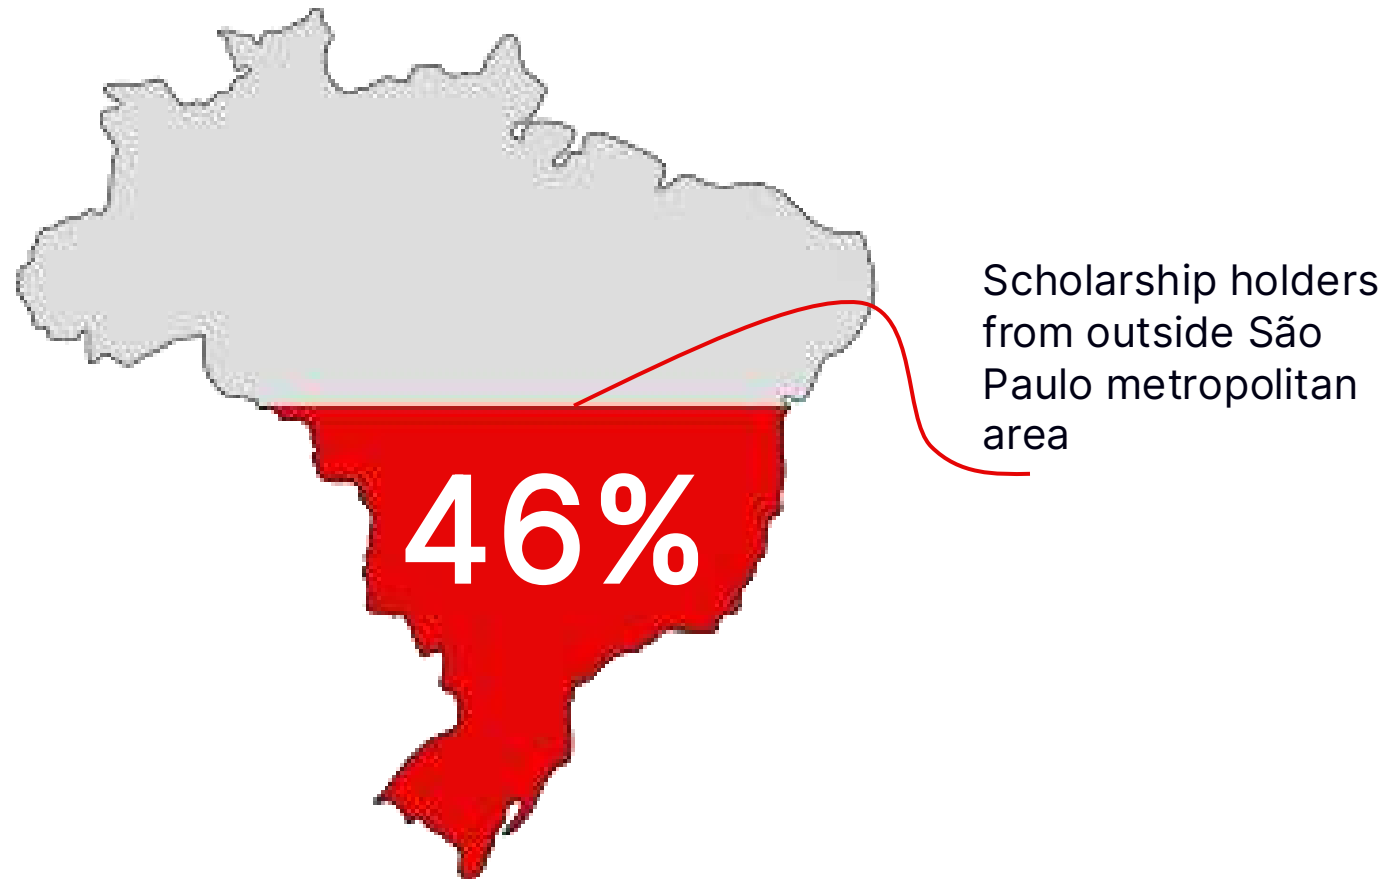 Scholarship holders
from outside São
Paulo metropolitan
area
46%